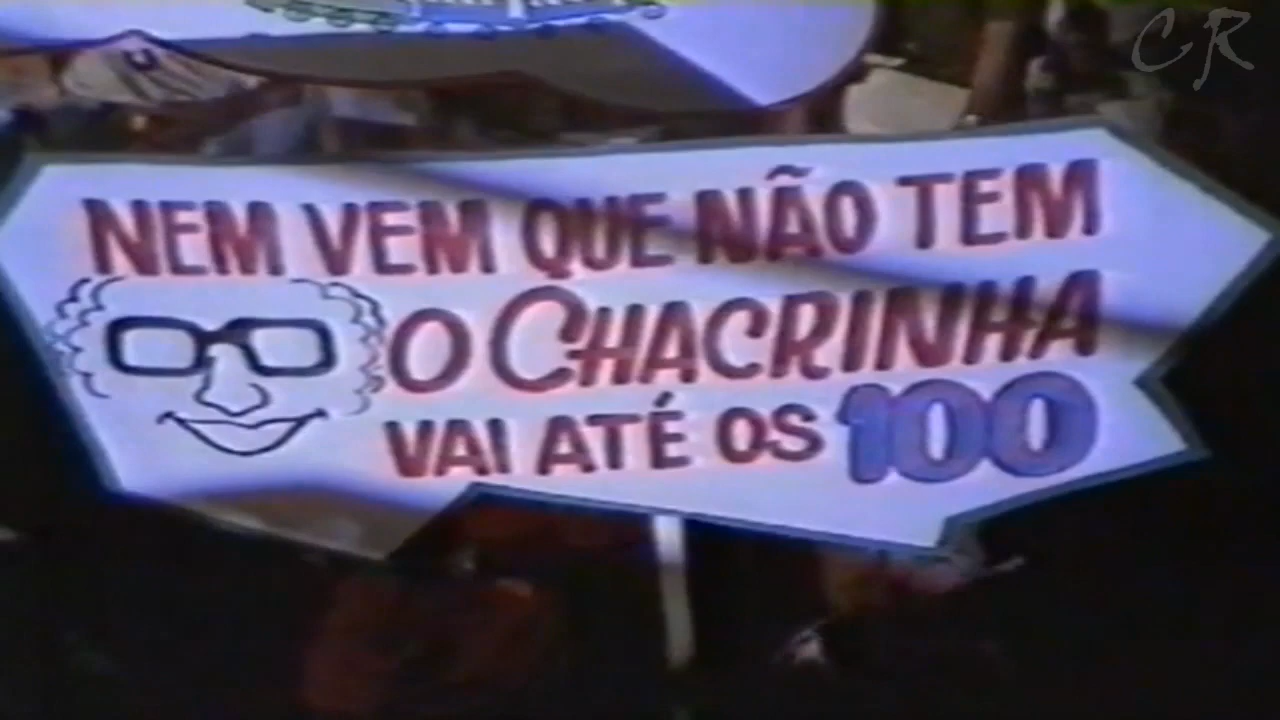 CR
NEM VEM QUE NÃO TEM
O CHACRINHA
VAI ATÉ OS 100